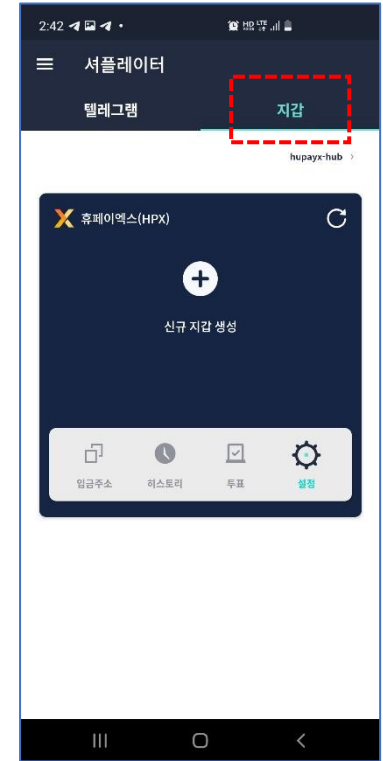 2:42
셔플레이터
텔레그램
지갑
hupayx-hub >
휴페이엑스(HPX)
신규 지갑 생성
입금주소
히스토리
투표
설정